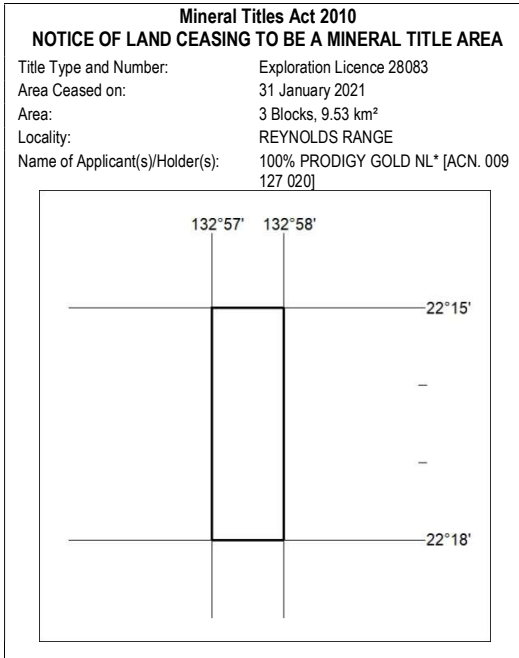 Mineral Titles Act 2010
NOTICE OF LAND CEASING TO BE A MINERAL TITLE AREA
Title Type and Number: Exploration Licence 28083
Area Ceased on: 31 January 2021
Area: 3 Blocks, 9.53 km²
Locality: REYNOLDS RANGE
Name of Applicant(s)/Holder(s): 100% PRODIGY GOLD NL* [ACN. 009
127 020]
132°57' 132°58'
22°15'
22°18'